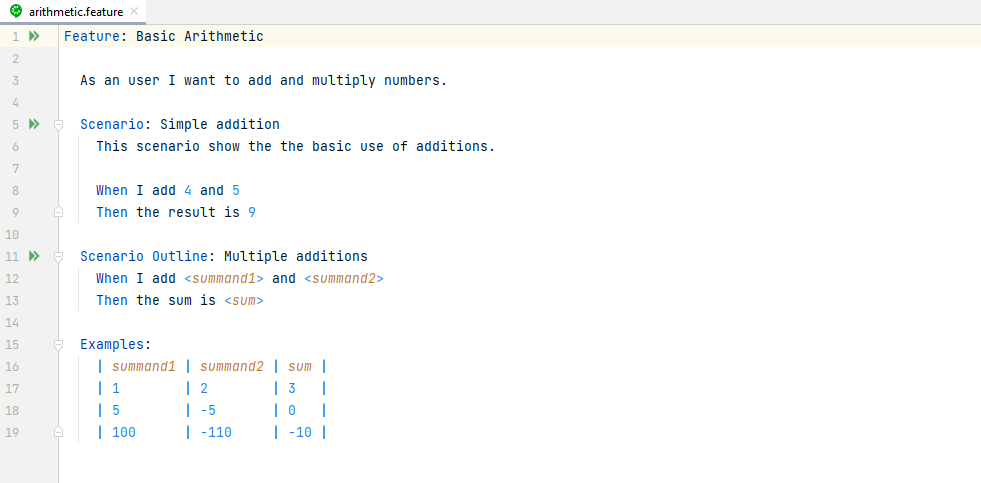 arithmetic.feature
1 Feature: Basic Arithmetic
2
3 As an user I want to add and multiply numbers.
4
5 Scenario: Simple addition
6 This scenario show the the basic use of additions.
7
8 When I add 4 and 5
9 Then the result is 9
10
11 Scenario Outline: Multiple additions
12 When I add <summand1> and <summand2>
13 Then the sum is <sum>
14
15 Examples:
16 | summand1 | summand2 | sum |
17 | 1 | 2 | 3 |
18 | 5 | -5 | 0 |
19 | 100 | -110 | -10 |